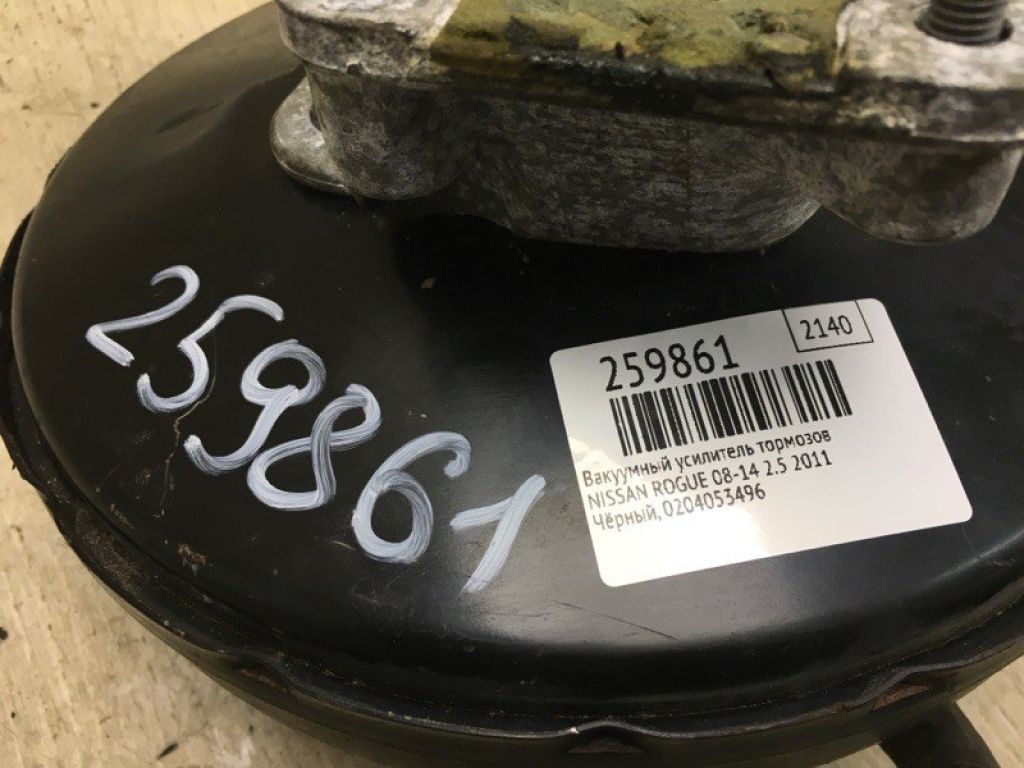 259861
2140
259861
Вакуумный усилитель тормозов
NISSAN ROGUE 08-14 2.5 2011
Чёрный, 0204053496